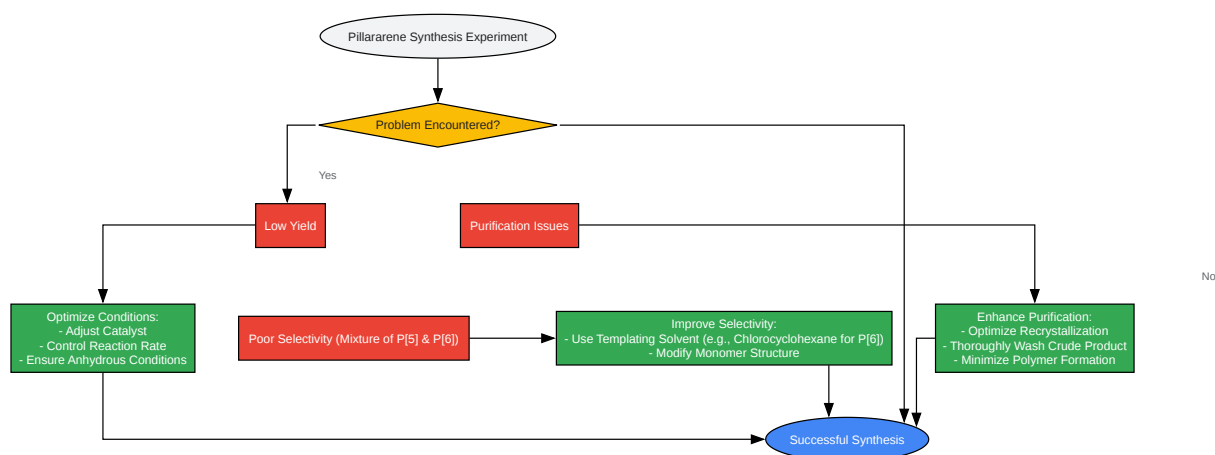 Pillararene Synthesis Experiment
Problem Encountered?
Yes
Low Yield
Purification Issues
No
Optimize Conditions:
- Adjust Catalyst
- Control Reaction Rate
- Ensure Anhydrous Conditions
Poor Selectivity (Mixture of P[5] & P[6])
Improve Selectivity:
- Use Templating Solvent (e.g., Chlorocyclohexane for P[6])
- Modify Monomer Structure
Enhance Purification:
- Optimize Recrystallization
- Thoroughly Wash Crude Product
- Minimize Polymer Formation
Successful Synthesis